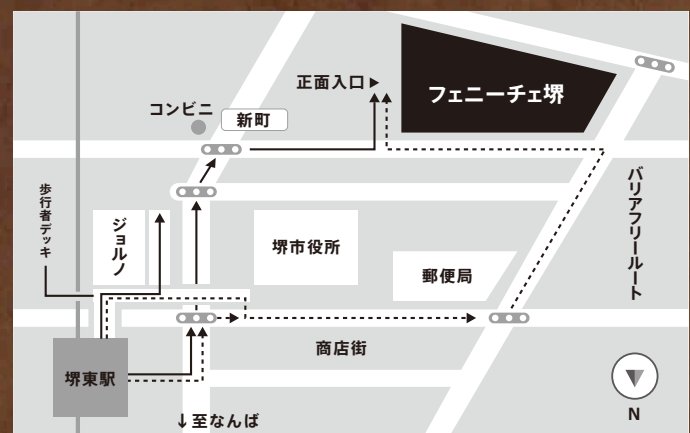 フェニーチェ堺
正面入口▶
コンビニ
新町
歩行者デッキ
ジョルノ
堺市役所
郵便局
バリアフリールート
商店街
堺東駅
↓至なんば
N